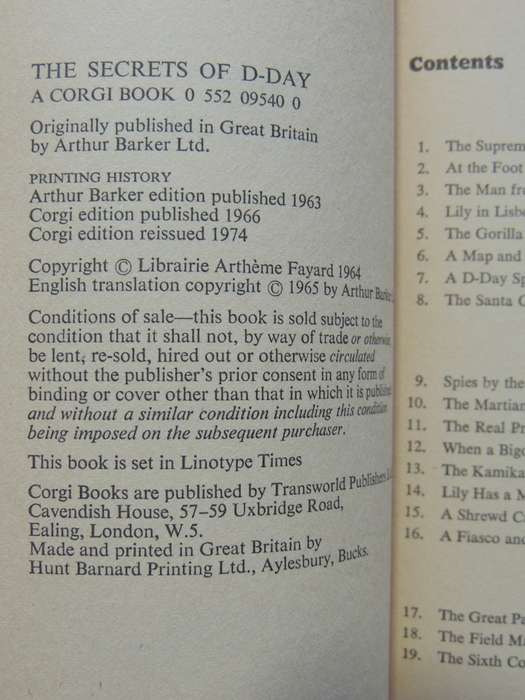 THE SECRETS OF D-DAY
A CORGI BOOK 0 552 09540 0
Originally published in Great Britain
by Arthur Barker Ltd.
PRINTING HISTORY
Arthur Barker edition published 1963
Corgi edition published 1966
Corgi edition reissued 1974
Copyright © Librairie Arthème Fayard 1964
English translation copyright © 1965 by Arthur Barker
Conditions of sale—this book is sold subject to the
condition that it shall not, by way of trade or otherwise,
be lent, re-sold, hired out or otherwise circulated
without the publisher's prior consent in any form of
binding or cover other than that in which it is published
and without a similar condition including this condition
being imposed on the subsequent purchaser.
This book is set in Linotype Times
Corgi Books are published by Transworld Publishers
Cavendish House, 57–59 Uxbridge Road,
Ealing, London, W.5.
Made and printed in Great Britain by
Hunt Barnard Printing Ltd., Aylesbury, Bucks.
Contents
1. The Suprem
2. At the Foot
3. The Man fr
4. Lily in Lisb
5. The Gorilla
6. A Map and
7. A D-Day Sp
8. The Santa
9. Spies by the
10. The Martian
11. The Real Pr
12. When a Bigo
13. The Kamika
14. Lily Has a M
15. A Shrewd C
16. A Fiasco and
17. The Great Pa
18. The Field Ma
19. The Sixth Co